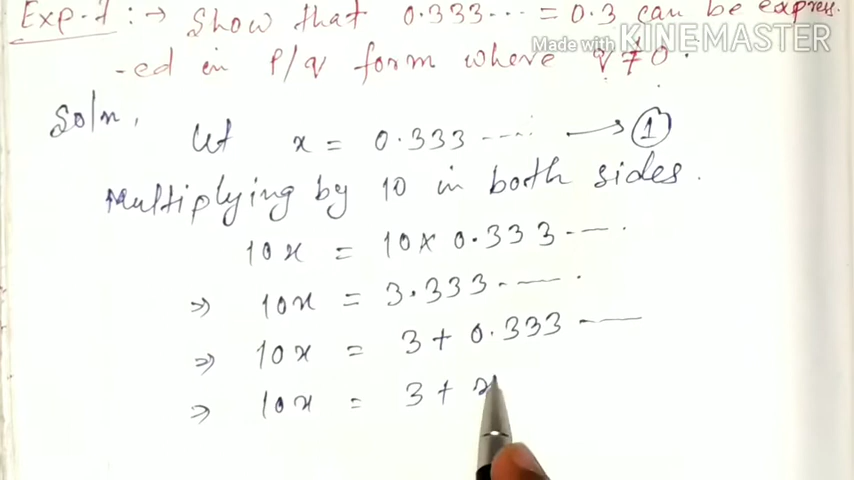 Exp-1 :→ Show that 0.333... = 0.3 can be express
Made with KINEMASTER
-ed in P/q form where q ≠ 0.
Soln,
Let x = 0.333 ..... → ①
Multiplying by 10 in both sides.
10x = 10 x 0.333 ...
⇒ 10x = 3.333 ...
⇒ 10x = 3 + 0.333 ...
⇒ 10x = 3 + x